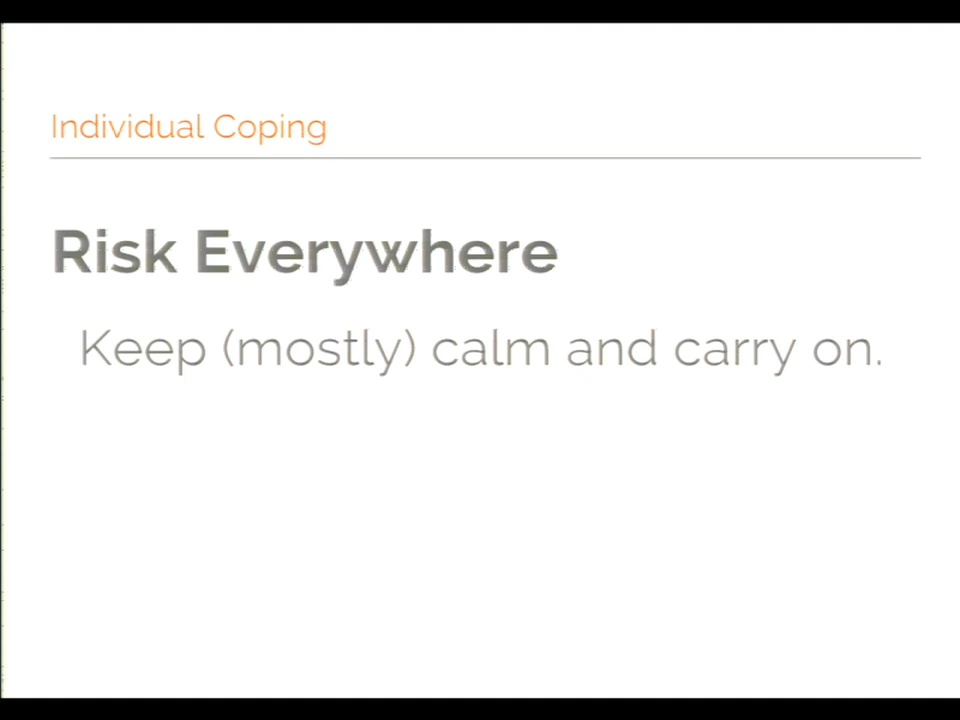 Individual Coping
Risk Everywhere
Keep (mostly) calm and carry on.